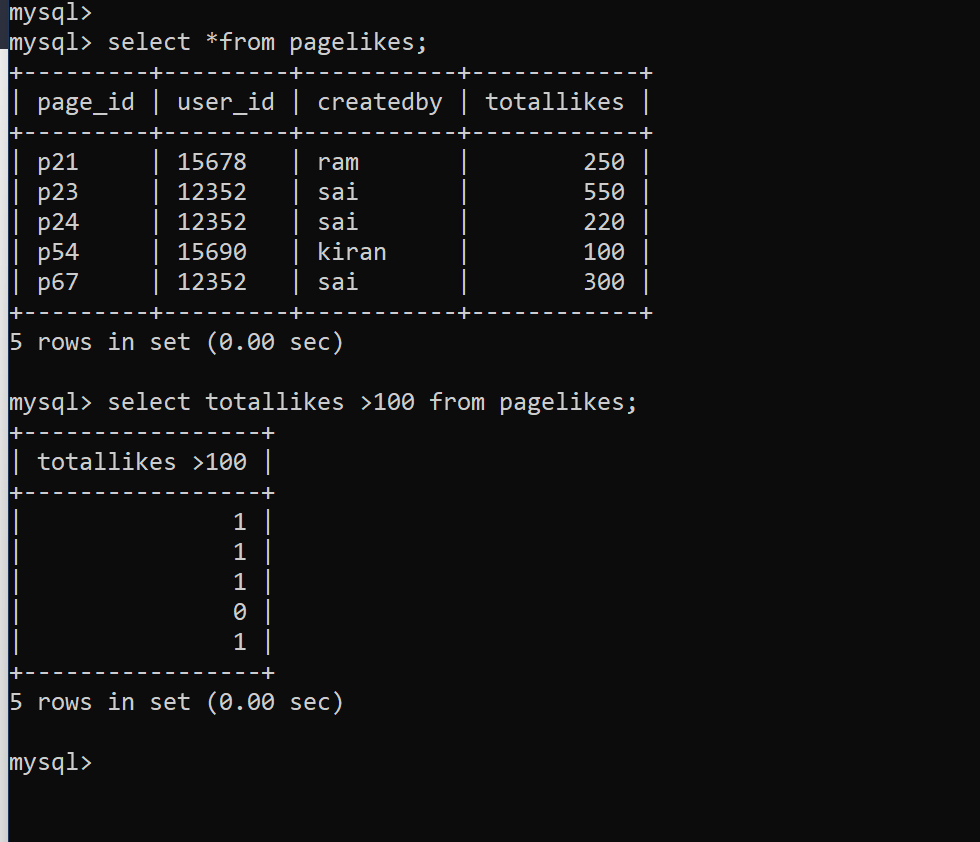 mysql>
mysql> select *from pagelikes;
+---------+---------+-----------+------------+
| page_id | user_id | createdby | totallikes |
+---------+---------+-----------+------------+
| p21     | 15678   | ram       |        250 |
| p23     | 12352   | sai       |        550 |
| p24     | 12352   | sai       |        220 |
| p54     | 15690   | kiran     |        100 |
| p67     | 12352   | sai       |        300 |
+---------+---------+-----------+------------+
5 rows in set (0.00 sec)

mysql> select totallikes >100 from pagelikes;
+-----------------+
| totallikes >100 |
+-----------------+
|               1 |
|               1 |
|               1 |
|               0 |
|               1 |
+-----------------+
5 rows in set (0.00 sec)

mysql>